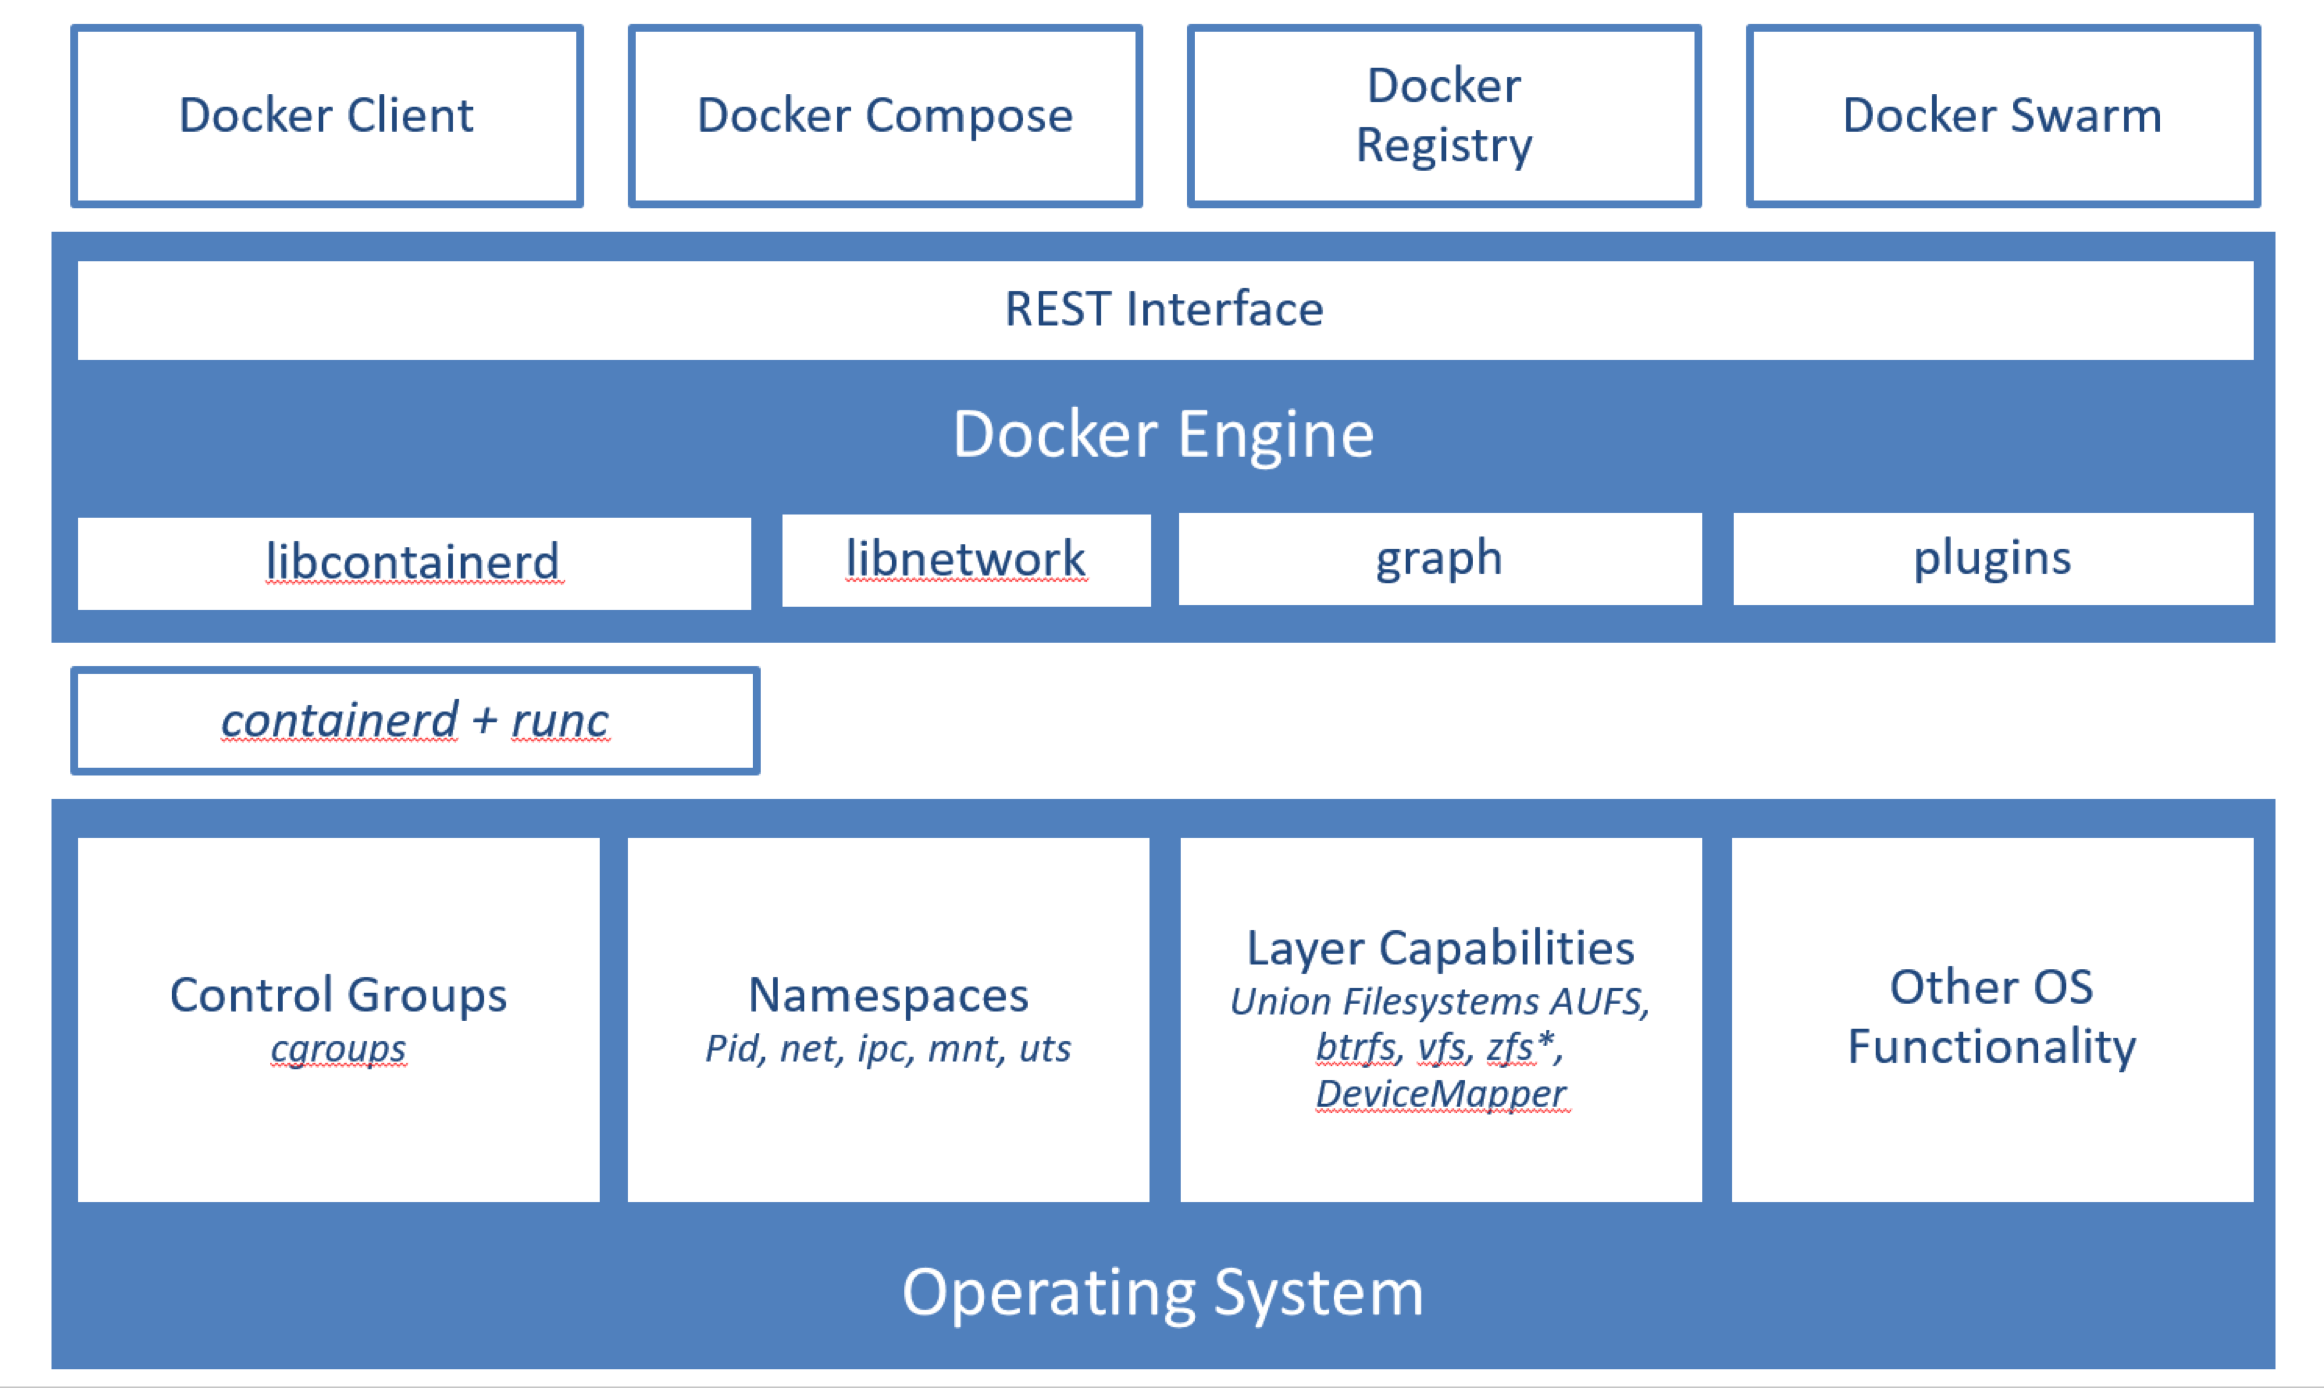 Docker Client
Docker Compose
Docker
Registry
Docker Swarm
REST Interface
Docker Engine
libcontainerd
libnetwork
graph
plugins
containerd + runc
Control Groups
cgroups
Namespaces
Pid, net, ipc, mnt, uts
Layer Capabilities
Union Filesystems AUFS,
btrfs, vfs, zfs*,
DeviceMapper
Other OS
Functionality
Operating System